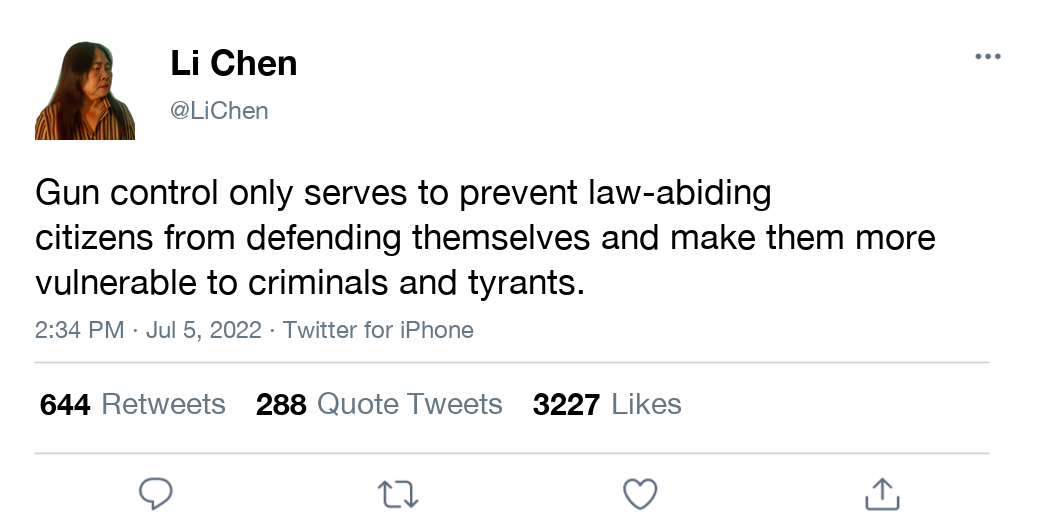 Li Chen
@LiChen
Gun control only serves to prevent law-abiding
citizens from defending themselves and make them more
vulnerable to criminals and tyrants.
2:34 PM · Jul 5, 2022 · Twitter for iPhone
644 Retweets 288 Quote Tweets 3227 Likes